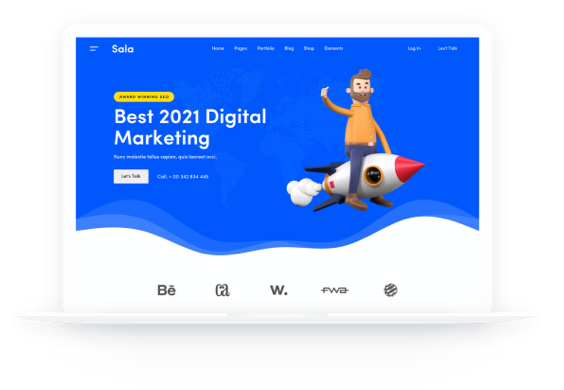 Sala
Home Pages Portfolio Blog Shop Elements
Log In Let's Talk
AWARD WINNING SEO
Best 2021 Digital
Marketing
Nunc molestie tellus sapien, quis laoreet orci.
Let's Talk
Call: + 00 342 834 445
Bē
W.
FWA